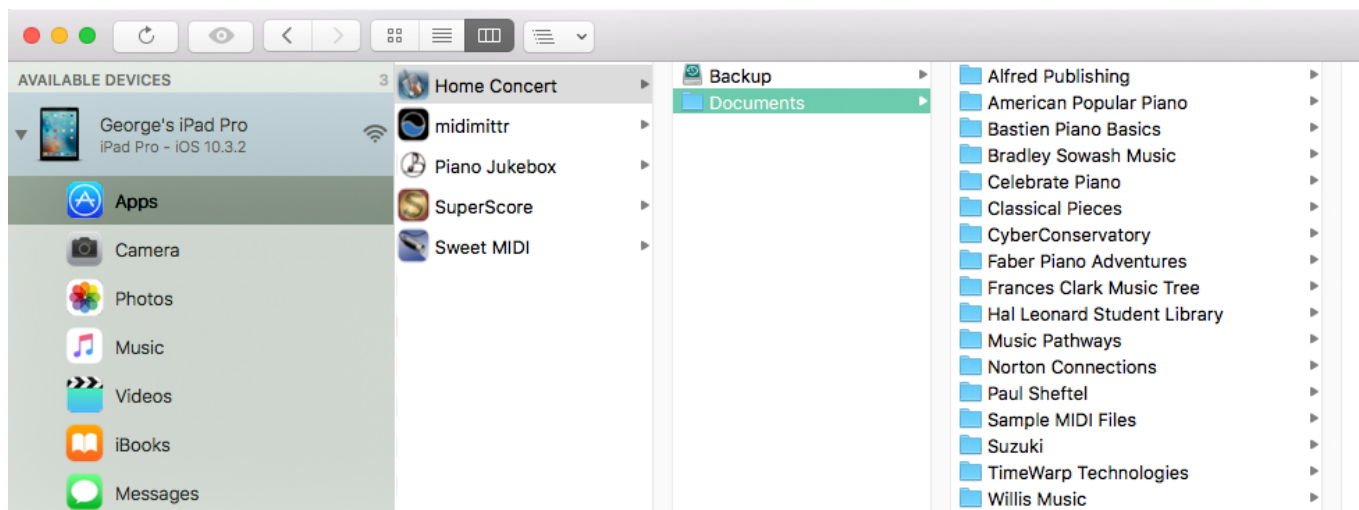 AVAILABLE DEVICES 3
George's iPad Pro
iPad Pro - iOS 10.3.2
Apps
Camera
Photos
Music
Videos
iBooks
Messages
Home Concert
midimittr
Piano Jukebox
SuperScore
Sweet MIDI
Backup
Documents
Alfred Publishing
American Popular Piano
Bastien Piano Basics
Bradley Sowash Music
Celebrate Piano
Classical Pieces
CyberConservatory
Faber Piano Adventures
Frances Clark Music Tree
Hal Leonard Student Library
Music Pathways
Norton Connections
Paul Sheftel
Sample MIDI Files
Suzuki
TimeWarp Technologies
Willis Music